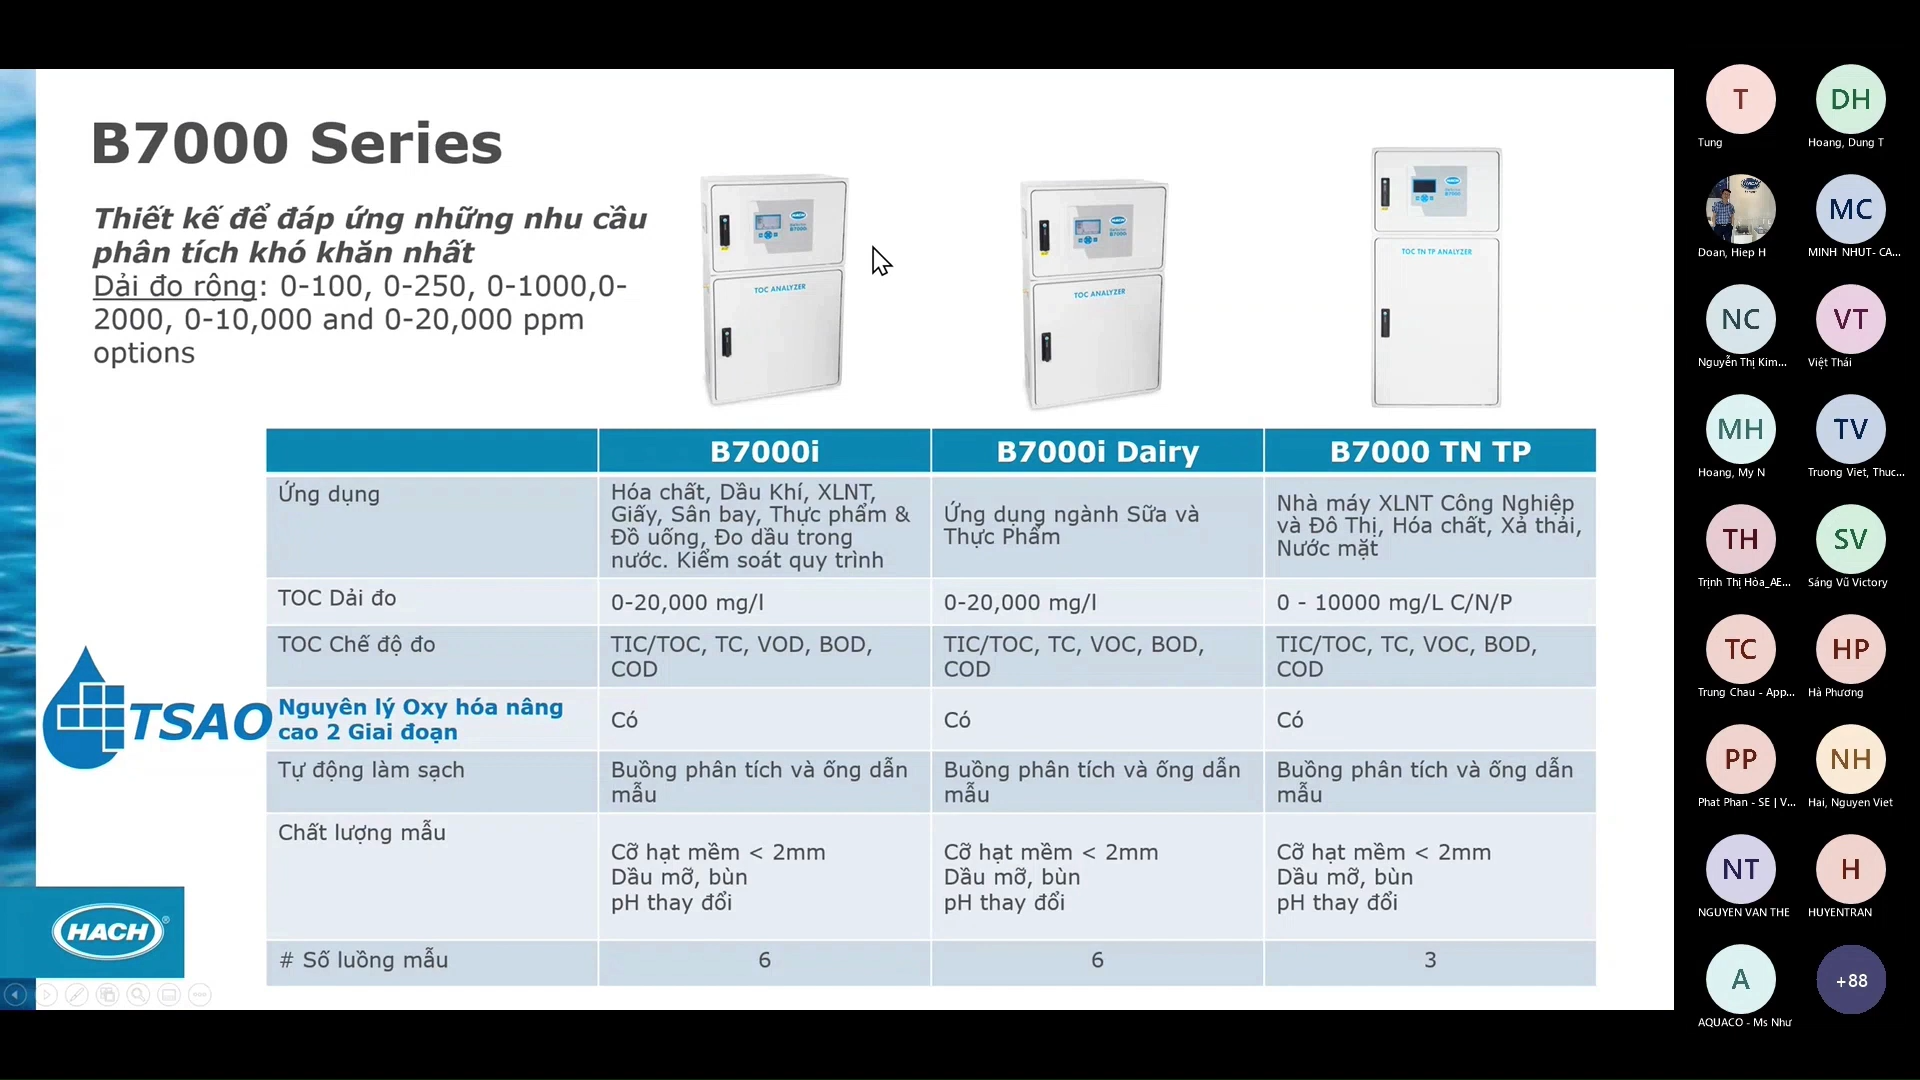 B7000 Series
Thiết kế để đáp ứng những nhu cầu
phân tích khó khăn nhất
Dải đo rộng: 0-100, 0-250, 0-1000,0-
2000, 0-10,000 and 0-20,000 ppm
options
HACH
B7000i
TOC ANALYZER
HACH
B7000i
TOC ANALYZER
HACH
B7000
TOC TN TP ANALYZER
B7000i
B7000i Dairy
B7000 TN TP
Ứng dụng
Hóa chất, Dầu Khí, XLNT,
Giấy, Sân bay, Thực phẩm &
Đồ uống, Đo dầu trong
nước. Kiểm soát quy trình
Ứng dụng ngành Sữa và
Thực Phẩm
Nhà máy XLNT Công Nghiệp
và Đô Thị, Hóa chất, Xả thải,
Nước mặt
TOC Dải đo
0-20,000 mg/l
0-20,000 mg/l
0 - 10000 mg/L C/N/P
TOC Chế độ đo
TIC/TOC, TC, VOD, BOD,
COD
TIC/TOC, TC, VOC, BOD,
COD
TIC/TOC, TC, VOC, BOD,
COD
TSAO
Nguyên lý Oxy hóa nâng
cao 2 Giai đoạn
Có
Có
Có
Tự động làm sạch
Buồng phân tích và ống dẫn
mẫu
Buồng phân tích và ống dẫn
mẫu
Buồng phân tích và ống dẫn
mẫu
Chất lượng mẫu
Cỡ hạt mềm < 2mm
Dầu mỡ, bùn
pH thay đổi
Cỡ hạt mềm < 2mm
Dầu mỡ, bùn
pH thay đổi
Cỡ hạt mềm < 2mm
Dầu mỡ, bùn
pH thay đổi
# Số luồng mẫu
6
6
3
HACH®
T
Tung
DH
Hoang, Dung T
Doan, Hiep H
MC
MINH NHUT- CA...
NC
Nguyễn Thị Kim...
VT
Việt Thái
MH
Hoang, My N
TV
Truong Viet, Thuc...
TH
Trịnh Thị Hòa_AE...
SV
Sáng Vũ Victory
TC
Trung Chau - App...
HP
Hà Phương
PP
Phat Phan - SE | V...
NH
Hai, Nguyen Viet
NT
NGUYEN VAN THE
H
HUYENTRAN
A
AQUACO - Ms Như
+88